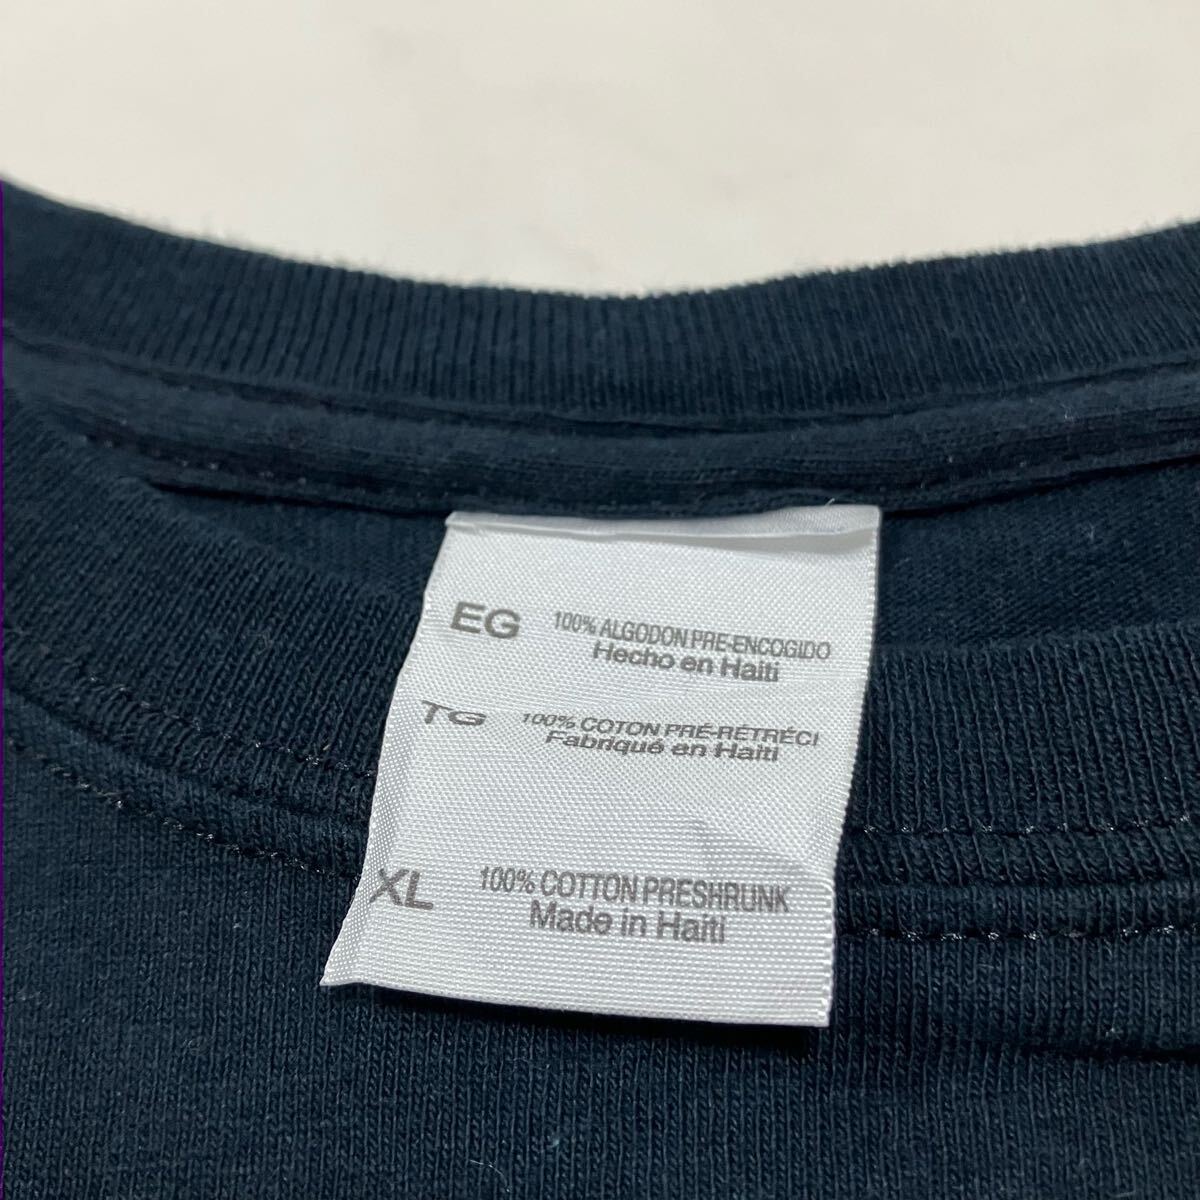 EG 100% ALGODON PRE-ENCOGIDO
Hecho en Haiti
TG 100% COTON PRÉ-RÉTRÉCI
Fabriqué en Haiti
XL 100% COTTON PRESHRUNK
Made in Haiti